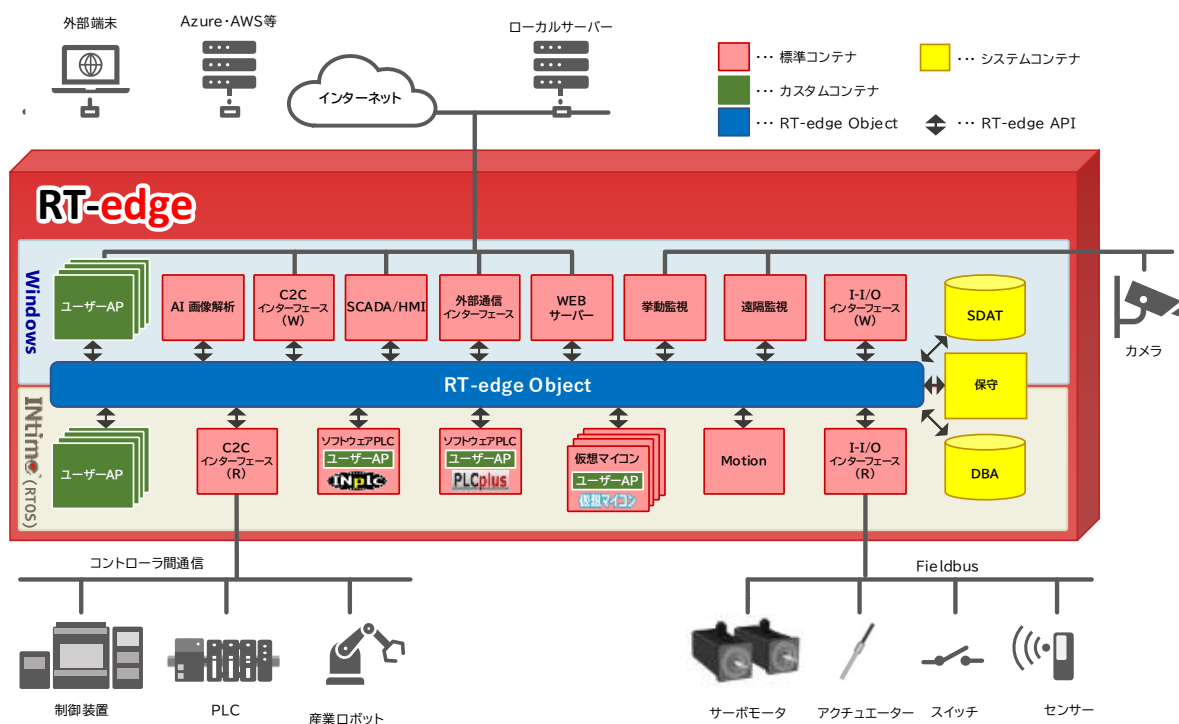 外部端末
Azure・AWS等
インターネット
ローカルサーバー
･･･ 標準コンテナ
･･･ システムコンテナ
･･･ カスタムコンテナ
･･･ RT-edge Object
･･･ RT-edge API
RT-edge
Windows
ユーザーAP
AI 画像解析
C2C
インターフェース
(W)
SCADA/HMI
外部通信
インターフェース
WEB
サーバー
挙動監視
遠隔監視
I-I/O
インターフェース
(W)
SDAT
カメラ
RT-edge Object
保守
INtime (RTOS)
ユーザーAP
C2C
インターフェース
(R)
ソフトウェアPLC
ユーザーAP
INplc
ソフトウェアPLC
ユーザーAP
PLCplus
仮想マイコン
ユーザーAP
仮想マイコン
Motion
I-I/O
インターフェース
(R)
DBA
コントローラ間通信
Fieldbus
制御装置
PLC
産業ロボット
サーボモータ
アクチュエーター
スイッチ
センサー